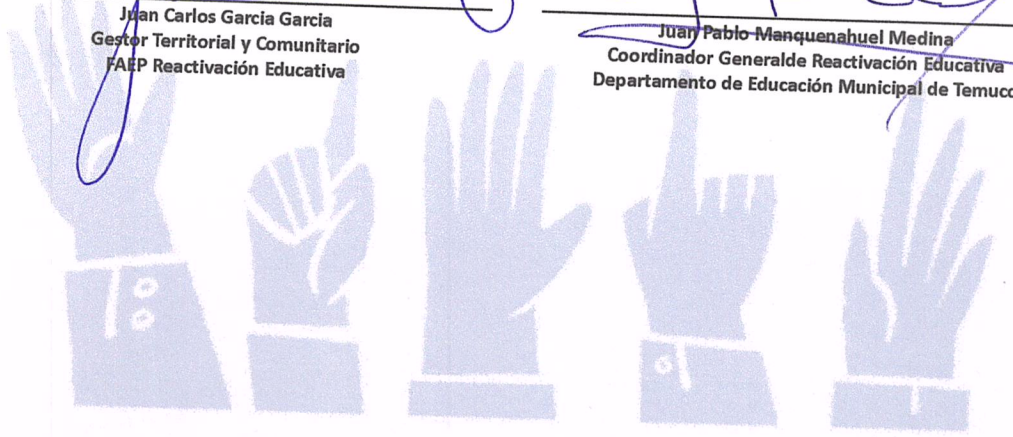 Juan Carlos Garcia Garcia
Gestor Territorial y Comunitario
FAEP Reactivación Educativa
Juan Pablo Manquenahuel Medina
Coordinador Generalde Reactivación Educativa
Departamento de Educación Municipal de Temuco